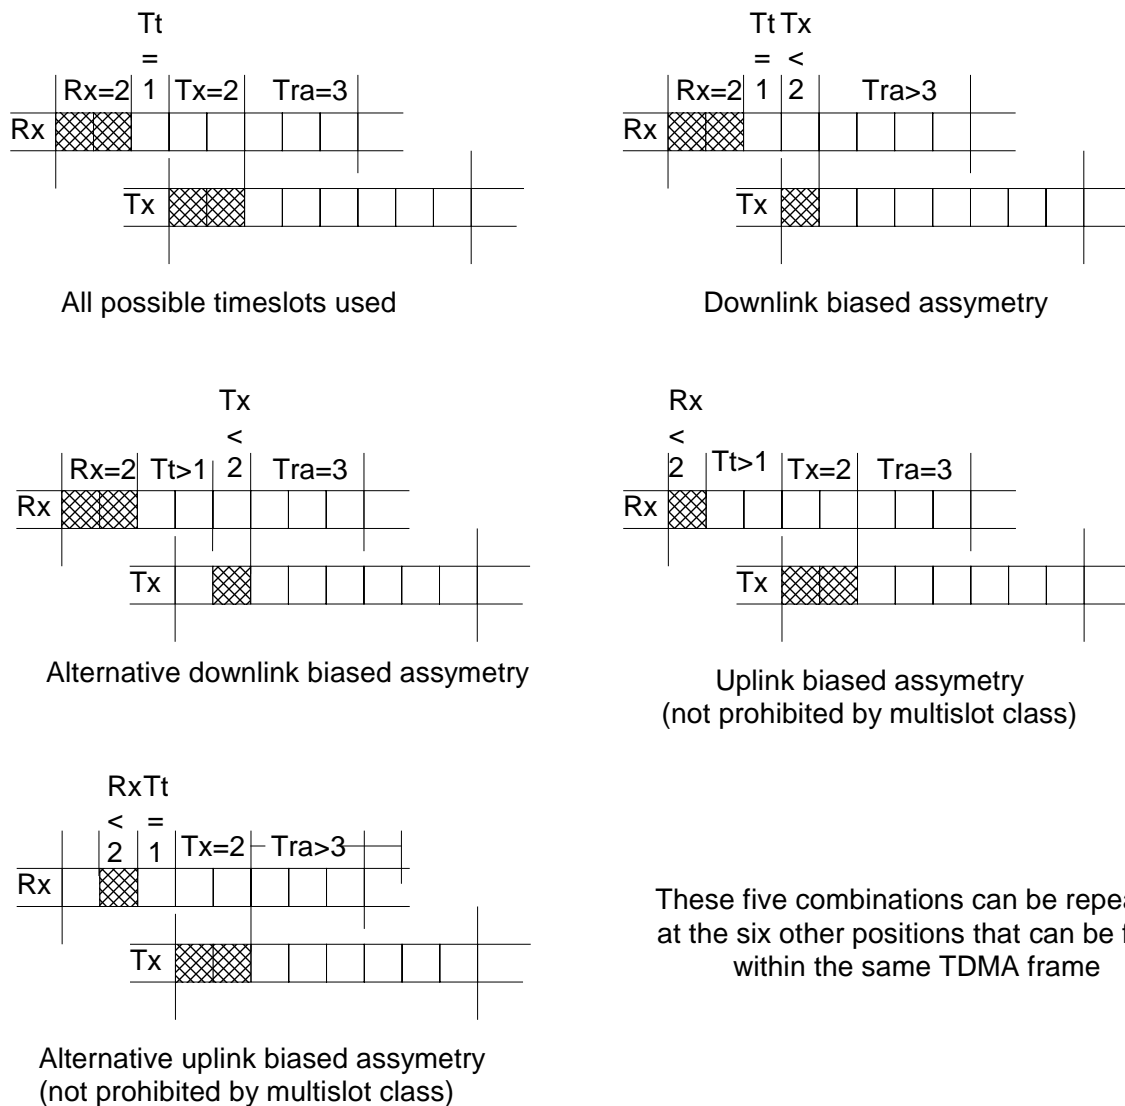 Tt
=
Rx=2 1 Tx=2 Tra=3
Rx
Tx
All possible timeslots used
Tt Tx
= <
Rx=2 1 2 Tra>3
Rx
Tx
Downlink biased assymetry
Tx
<
Rx=2 Tt>1 2 Tra=3
Rx
Tx
Alternative downlink biased assymetry
Rx
<
2 Tt>1 Tx=2 Tra=3
Rx
Tx
Uplink biased assymetry
(not prohibited by multislot class)
RxTt
< =
2 1 Tx=2 Tra>3
Rx
Tx
Alternative uplink biased assymetry
(not prohibited by multislot class)
These five combinations can be
at the six other positions that can be
within the same TDMA frame